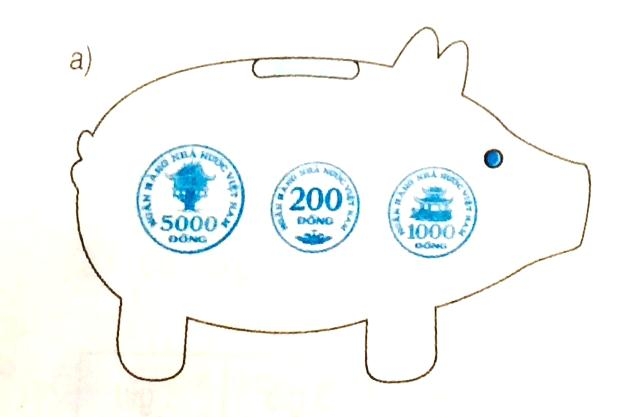 a)
NGÂN HÀNG NHÀ NƯỚC VIỆT NAM
5000
ĐỒNG
NGÂN HÀNG NHÀ NƯỚC VIỆT NAM
200
ĐỒNG
NGÂN HÀNG NHÀ NƯỚC VIỆT NAM
1000
ĐỒNG